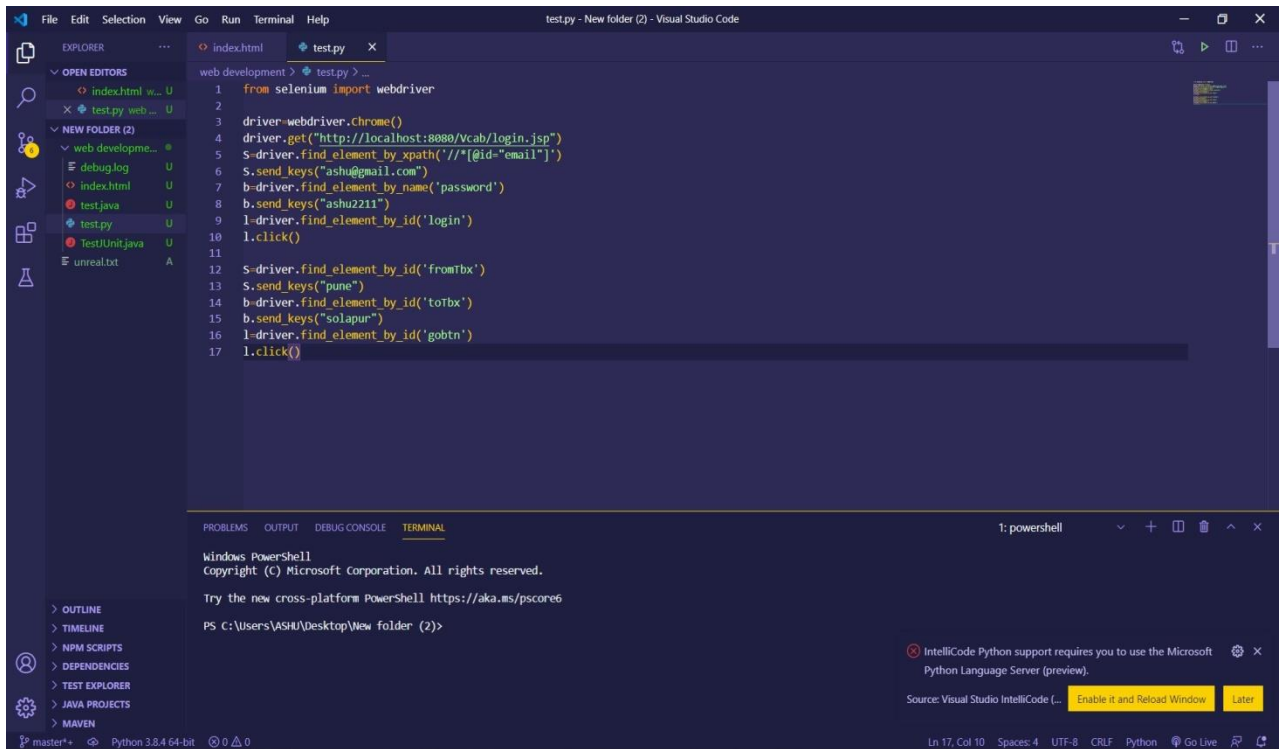 File Edit Selection View Go Run Terminal Help
test.py - New folder (2) - Visual Studio Code
EXPLORER
OPEN EDITORS
index.html w... U
test.py web ... U
NEW FOLDER (2)
web developme...
debug.log U
index.html U
test.java U
test.py U
TestJUnit.java U
unreal.txt A
OUTLINE
TIMELINE
NPM SCRIPTS
DEPENDENCIES
TEST EXPLORER
JAVA PROJECTS
MAVEN
6
index.html
test.py
web development > test.py > ...
1 from selenium import webdriver
2
3 driver=webdriver.Chrome()
4 driver.get("http://localhost:8080/Vcab/login.jsp")
5 S=driver.find_element_by_xpath('//*[@id="email"]')
6 S.send_keys("ashu@gmail.com")
7 b=driver.find_element_by_name('password')
8 b.send_keys("ashu2211")
9 l=driver.find_element_by_id('login')
10 l.click()
11
12 S=driver.find_element_by_id('fromTbx')
13 S.send_keys("pune")
14 b=driver.find_element_by_id('toTbx')
15 b.send_keys("solapur")
16 l=driver.find_element_by_id('gobtn')
17 l.click()
PROBLEMS OUTPUT DEBUG CONSOLE TERMINAL
1: powershell
Windows PowerShell
Copyright (C) Microsoft Corporation. All rights reserved.
Try the new cross-platform PowerShell https://aka.ms/pscore6
PS C:\Users\ASHU\Desktop\New folder (2)>
IntelliCode Python support requires you to use the Microsoft
Python Language Server (preview).
Source: Visual Studio IntelliCode (...
Enable it and Reload Window
Later
master*+ Python 3.8.4 64-bit 0 0
Ln 17, Col 10 Spaces: 4 UTF-8 CRLF Python Go Live